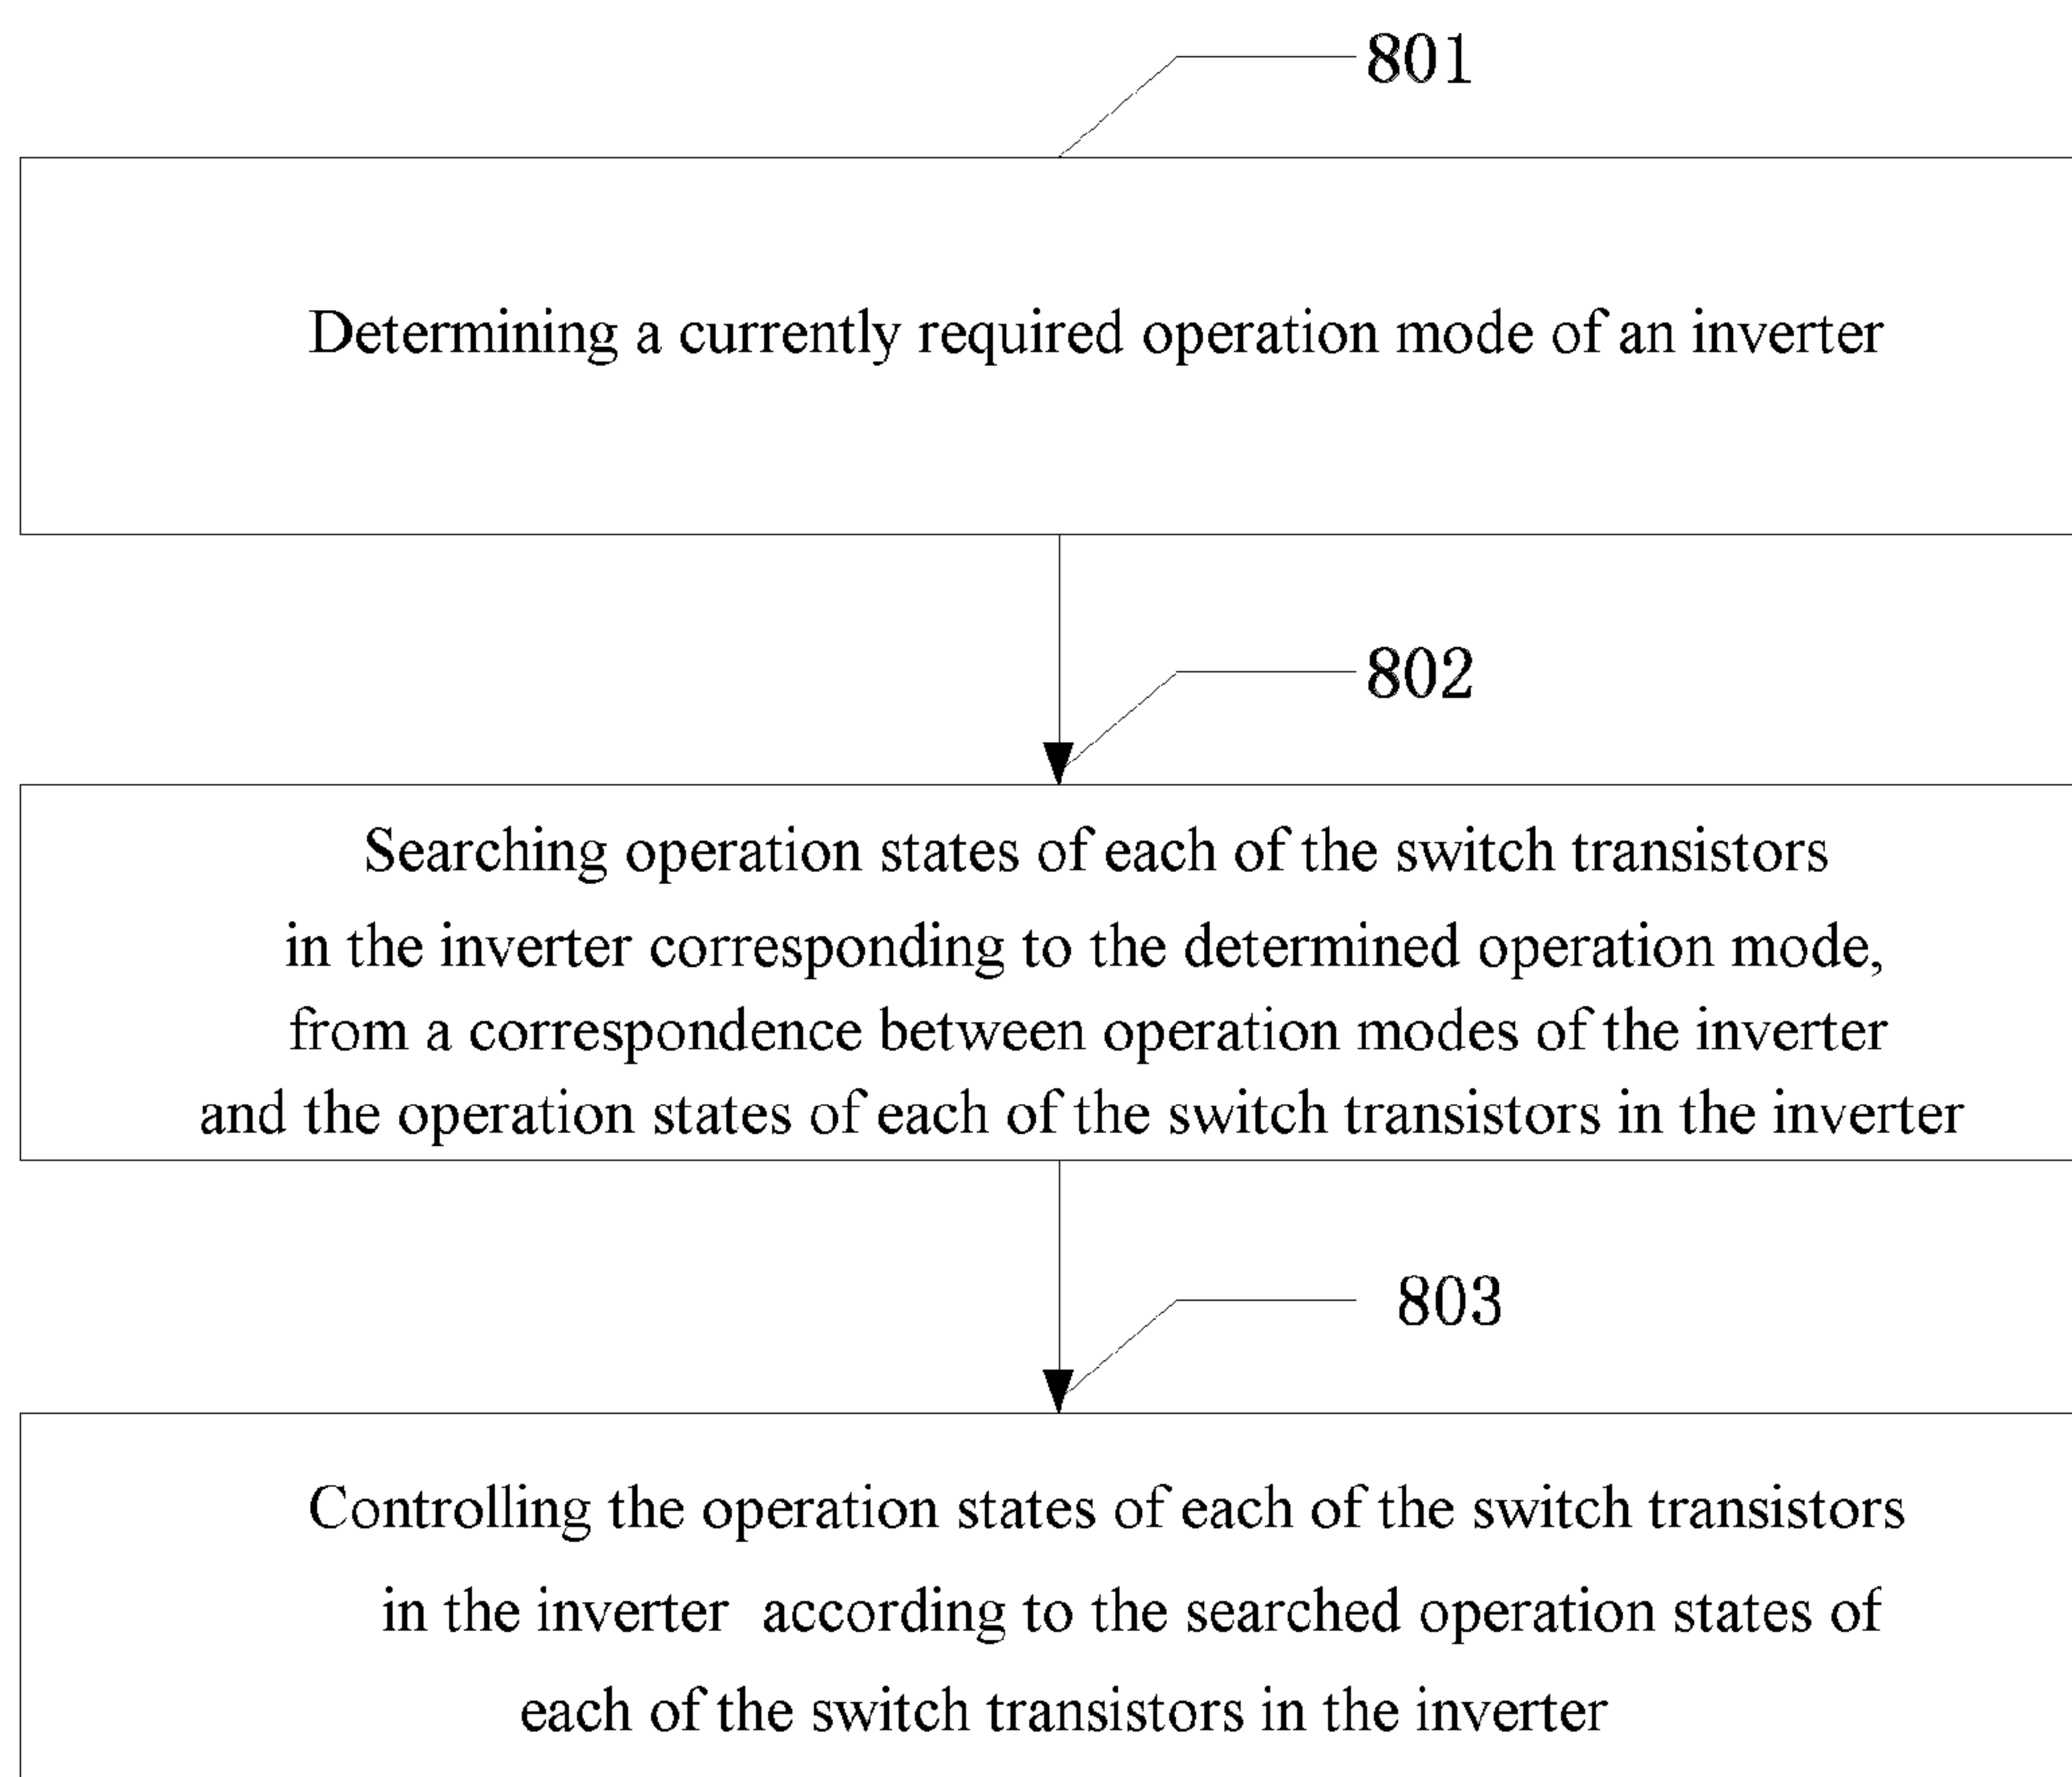 801
Determining a currently required operation mode of an inverter
802
Searching operation states of each of the switch transistors
in the inverter corresponding to the determined operation mode,
from a correspondence between operation modes of the inverter
and the operation states of each of the switch transistors in the inverter
803
Controlling the operation states of each of the switch transistors
in the inverter according to the searched operation states of
each of the switch transistors in the inverter